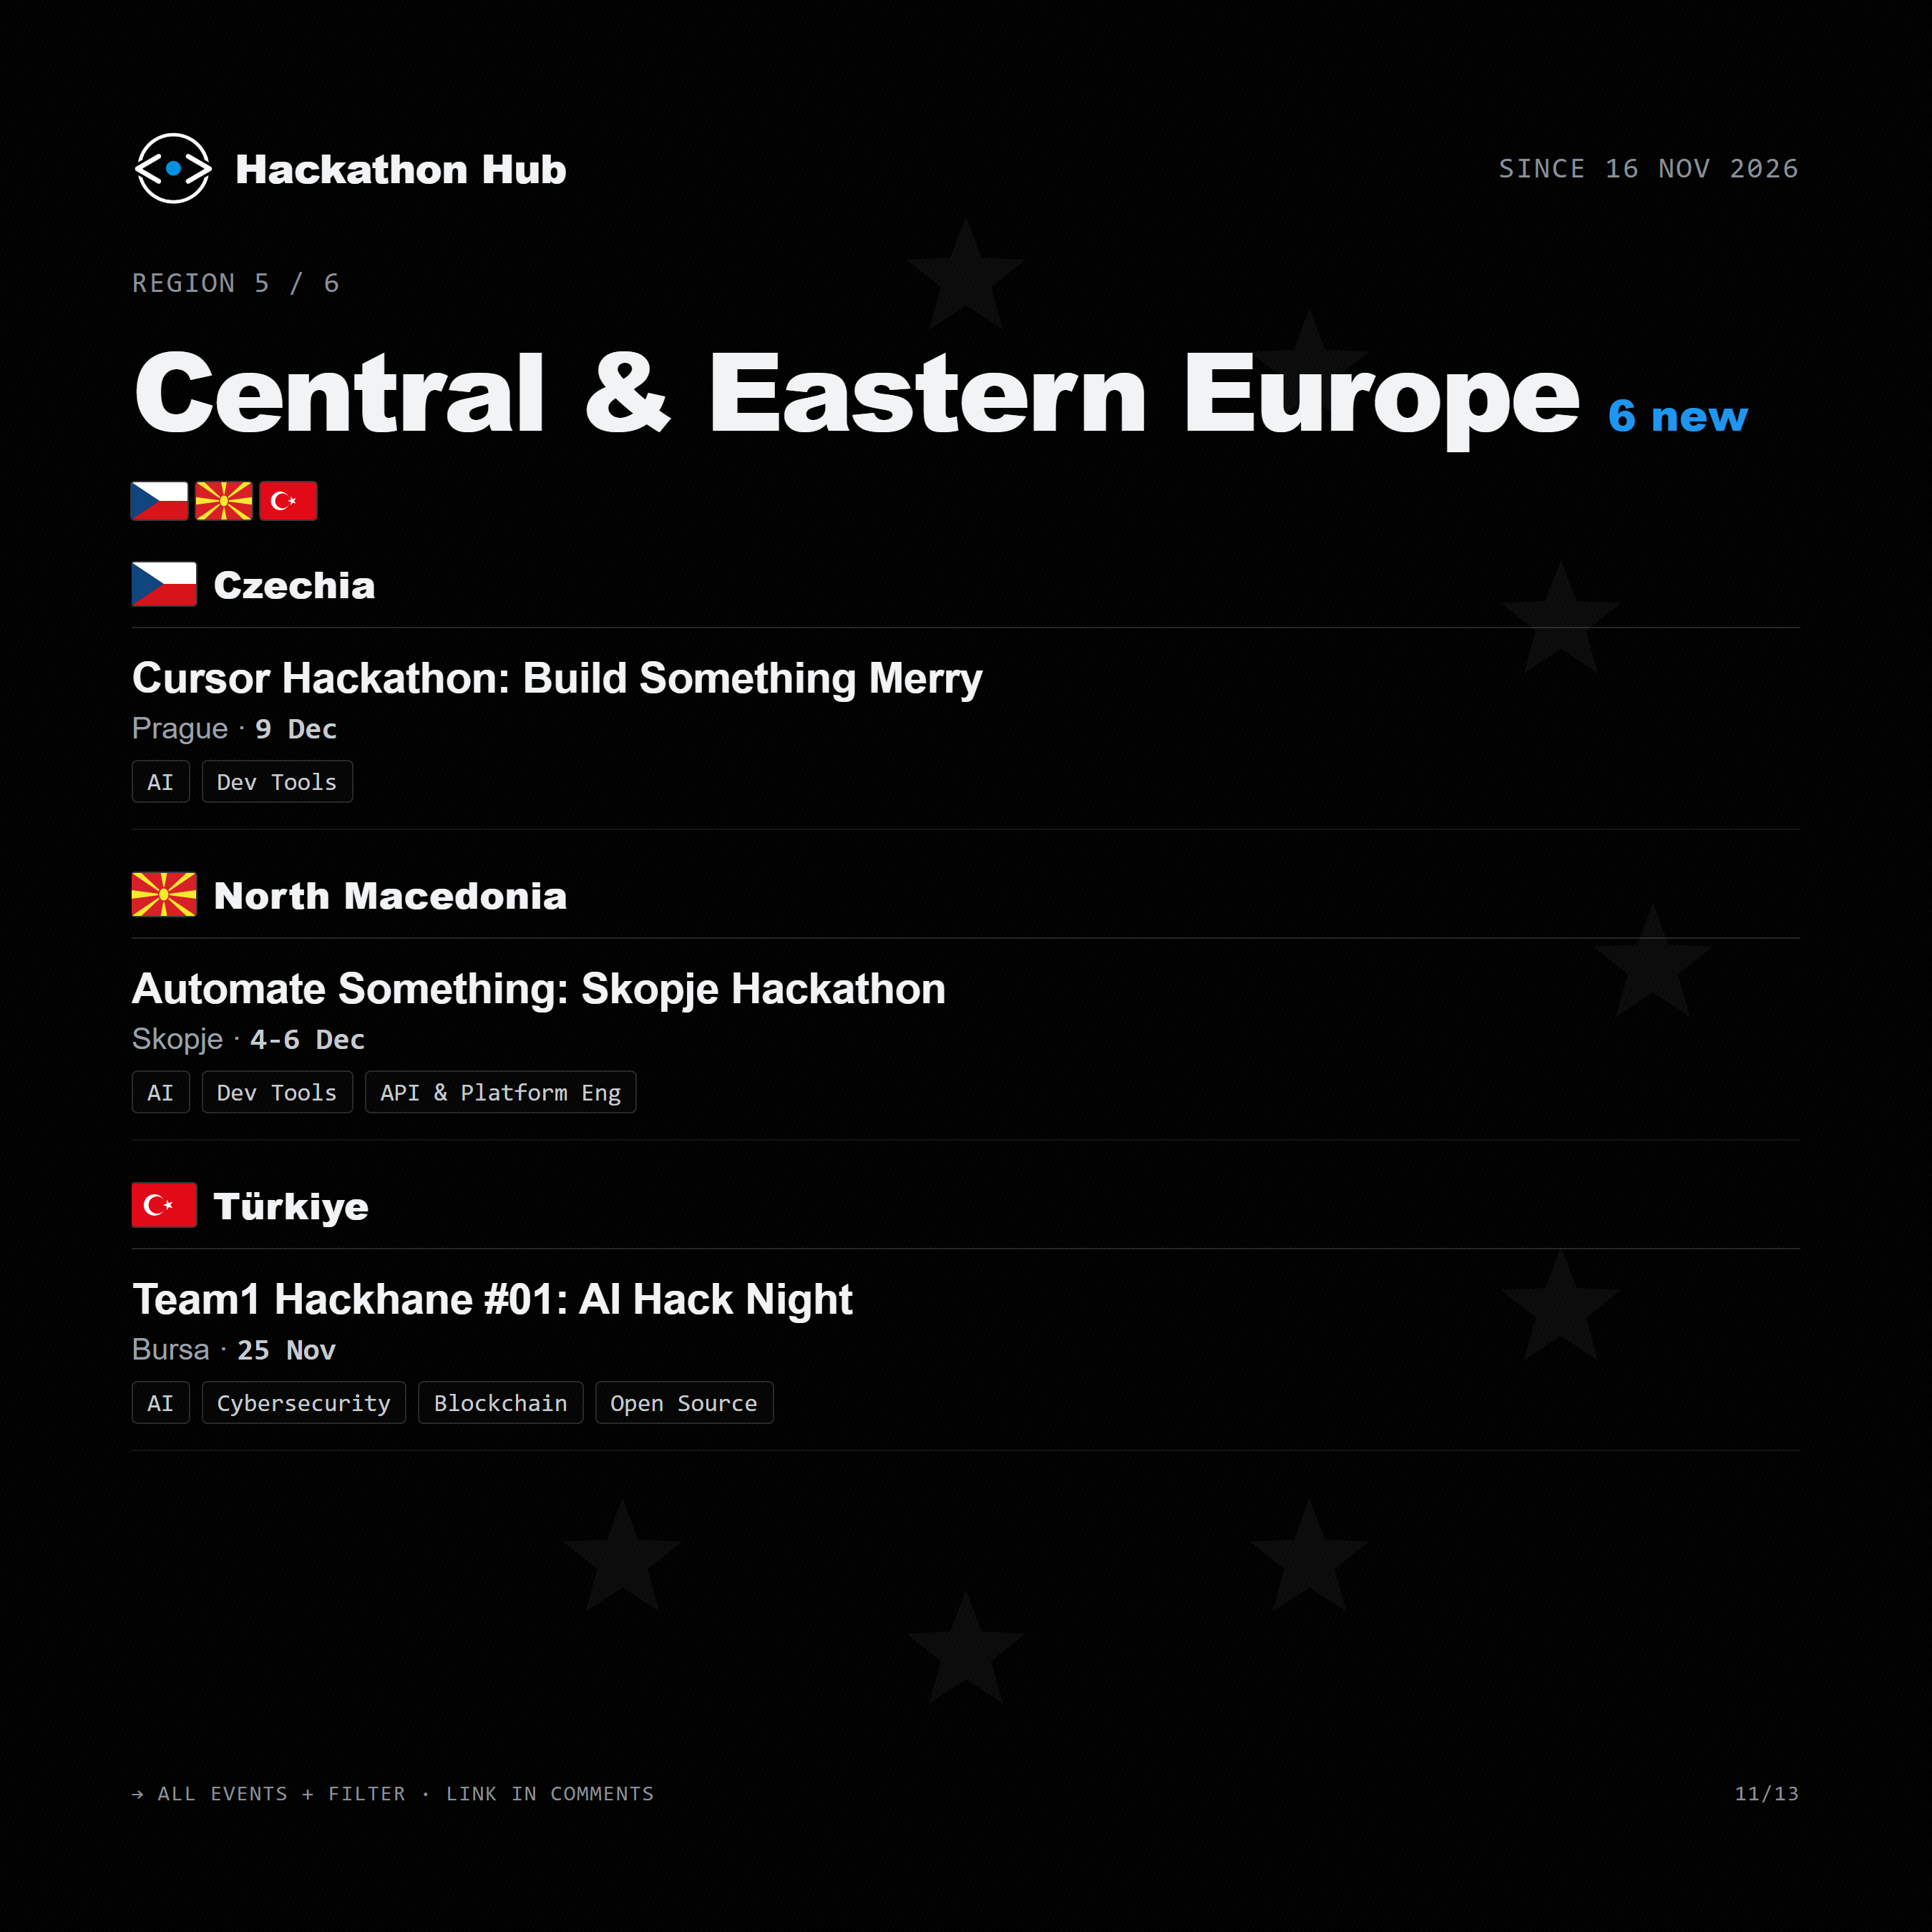 Hackathon Hub
SINCE 16 NOV 2026
REGION 5 / 6
Central & Eastern Europe 6 new
Czechia
Cursor Hackathon: Build Something Merry
Prague · 9 Dec
AI Dev Tools
North Macedonia
Automate Something: Skopje Hackathon
Skopje · 4-6 Dec
AI Dev Tools API & Platform Eng
Türkiye
Team1 Hackhane #01: AI Hack Night
Bursa · 25 Nov
AI Cybersecurity Blockchain Open Source
→ ALL EVENTS + FILTER · LINK IN COMMENTS
11/13